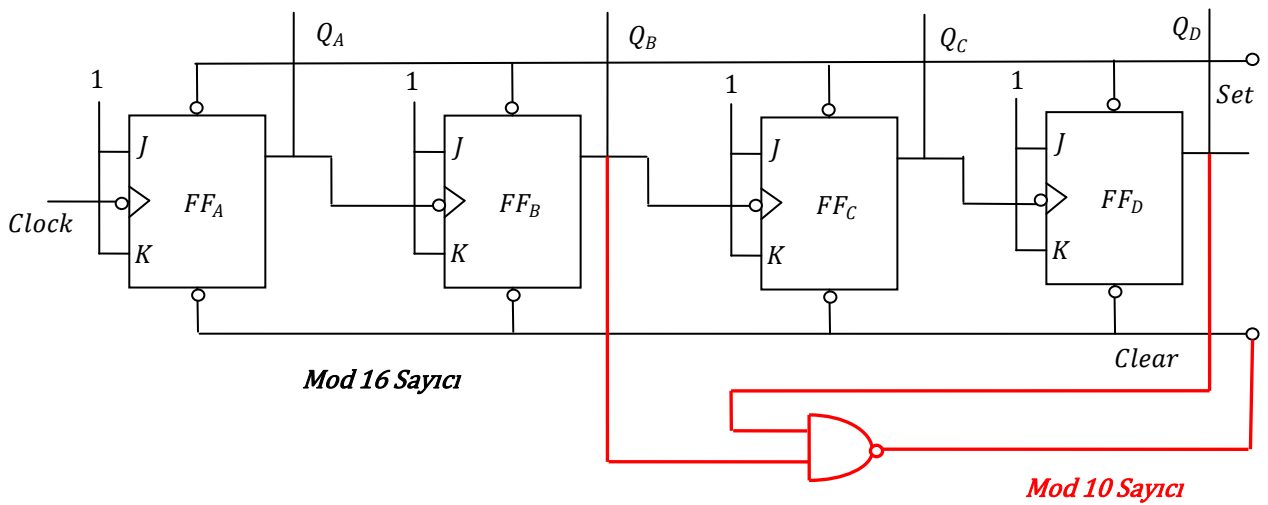 Q_A
Q_B
Q_C
Q_D
1
1
1
1
Set
J
J
J
J
Clock
FF_A
FF_B
FF_C
FF_D
K
K
K
K
Clear
Mod 16 Sayıcı
Mod 10 Sayıcı